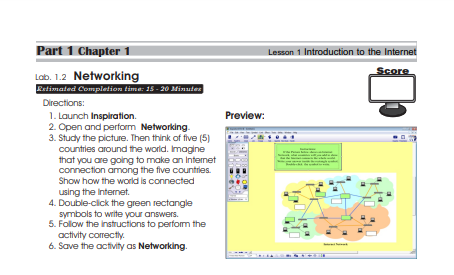 Part 1 Chapter 1
Lesson 1 Introduction to the Internet
Lab. 1.2 Networking
Score
Estimated Completion time: 15 - 20 Minutes
Directions:
1. Launch Inspiration.
2. Open and perform Networking.
3. Study the picture. Then think of five (5)
countries around the world. Imagine
that you are going to make an Internet
connection among the five countries.
Show how the world is connected
using the Internet.
4. Double-click the green rectangle
symbols to write your answers.
5. Follow the instructions to perform the
activity correctly.
6. Save the activity as Networking.
Preview:
Internet Network